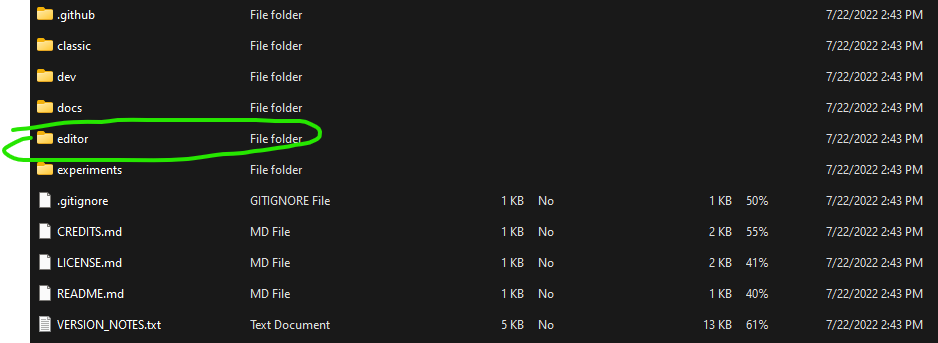 .github File folder 7/22/2022 2:43 PM
classic File folder 7/22/2022 2:43 PM
dev File folder 7/22/2022 2:43 PM
docs File folder 7/22/2022 2:43 PM
editor File folder 7/22/2022 2:43 PM
experiments File folder 7/22/2022 2:43 PM
.gitignore GITIGNORE File 1 KB No 1 KB 50% 7/22/2022 2:43 PM
CREDITS.md MD File 1 KB No 2 KB 55% 7/22/2022 2:43 PM
LICENSE.md MD File 1 KB No 2 KB 41% 7/22/2022 2:43 PM
README.md MD File 1 KB No 1 KB 40% 7/22/2022 2:43 PM
VERSION_NOTES.txt Text Document 5 KB No 13 KB 61% 7/22/2022 2:43 PM